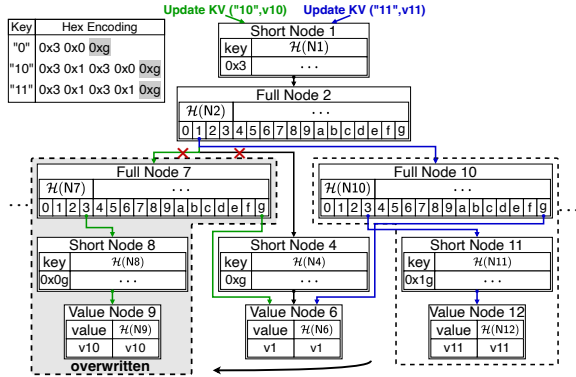 Update KV ("10",v10) Update KV ("11",v11)
Key Hex Encoding
"0" 0x3 0x0 0xg
"10" 0x3 0x1 0x3 0x0 0xg
"11" 0x3 0x1 0x3 0x1 0xg
Short Node 1
key ℋ(N1)
0x3 ...
Full Node 2
ℋ(N2) ...
0 1 2 3 4 5 6 7 8 9 a b c d e f g
Full Node 7
ℋ(N7) ...
0 1 2 3 4 5 6 7 8 9 a b c d e f g
Full Node 10
ℋ(N10) ...
0 1 2 3 4 5 6 7 8 9 a b c d e f g
... ...
Short Node 8
key ℋ(N8)
0x0g ...
Short Node 4
key ℋ(N4)
0xg ...
Short Node 11
key ℋ(N11)
0x1g ...
Value Node 9
value ℋ(N9)
v10 v10
Value Node 6
value ℋ(N6)
v1 v1
Value Node 12
value ℋ(N12)
v11 v11
overwritten